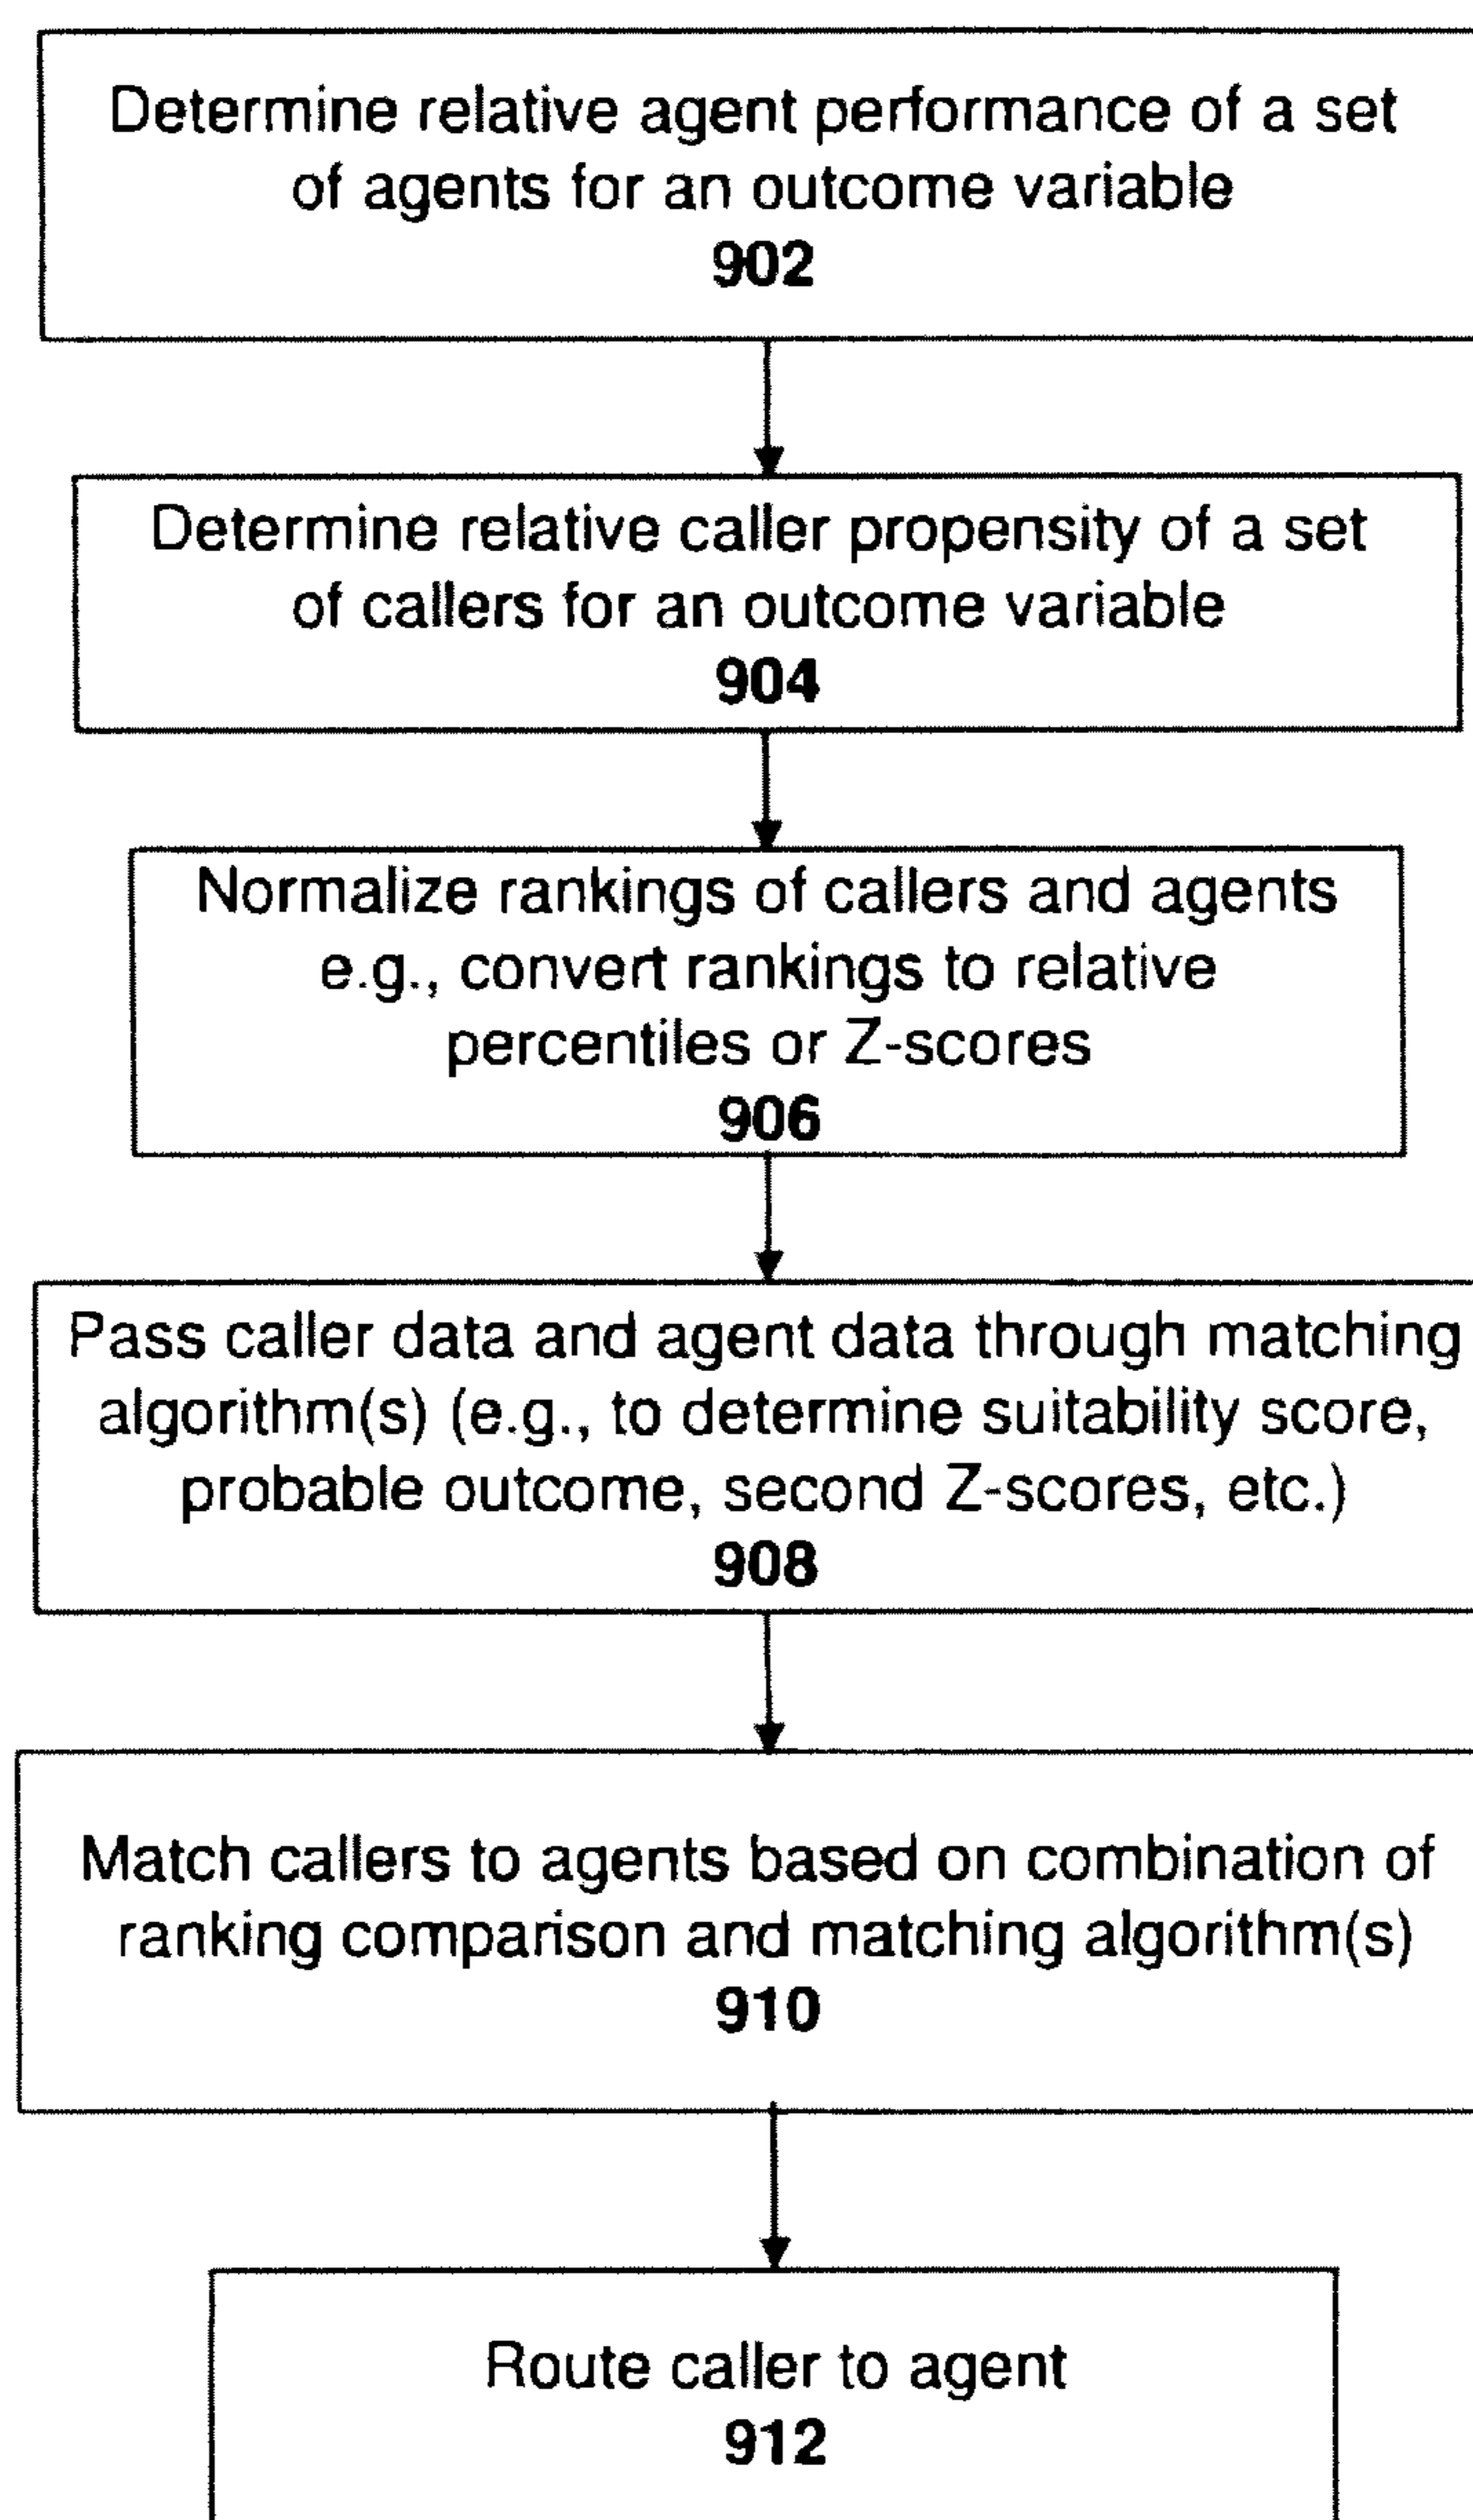 Determine relative agent performance of a set
of agents for an outcome variable
902
Determine relative caller propensity of a set
of callers for an outcome variable
904
Normalize rankings of callers and agents
e.g., convert rankings to relative
percentiles or Z-scores
906
Pass caller data and agent data through matching
algorithm(s) (e.g., to determine suitability score,
probable outcome, second Z-scores, etc.)
908
Match callers to agents based on combination of
ranking comparison and matching algorithm(s)
910
Route caller to agent
912